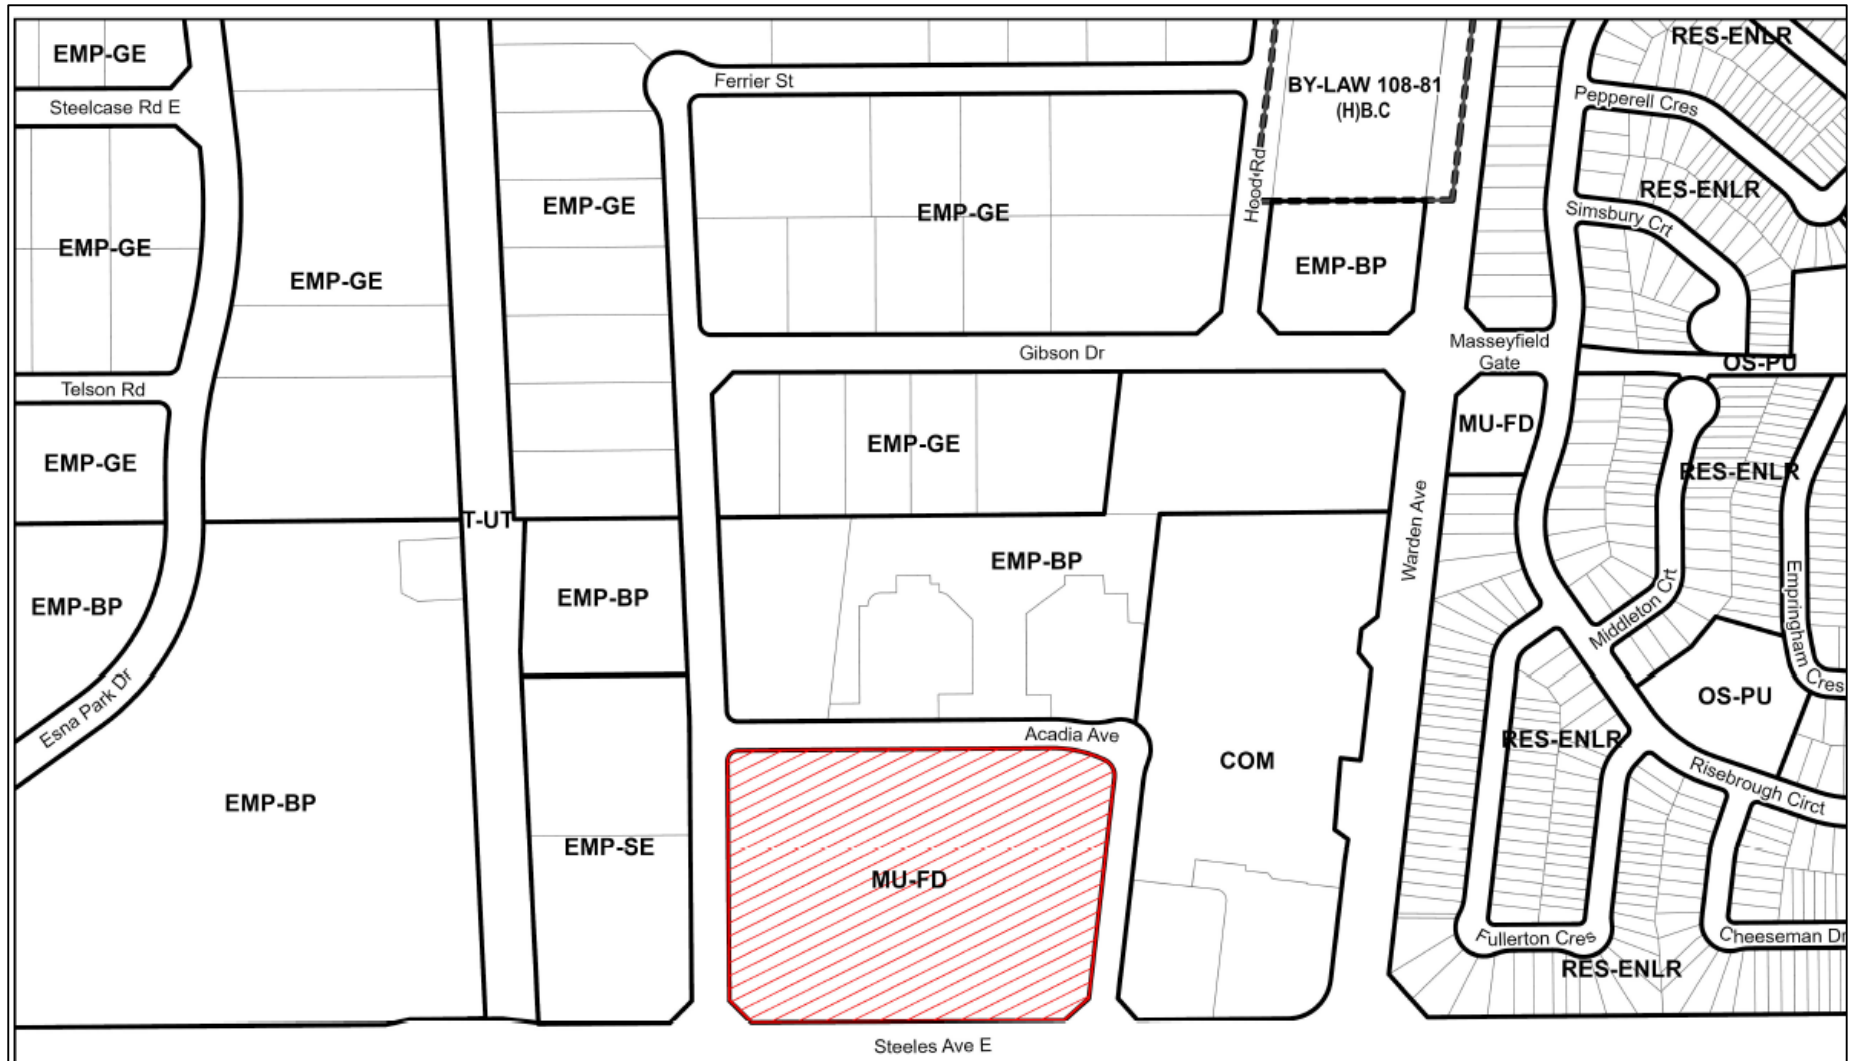 EMP-GE
RES-ENLR
Ferrier St
BY-LAW 108-81
(H)B.C
Steelcase Rd E
Pepperell Cres
Hood Rd
EMP-GE
EMP-GE
RES-ENLR
Simsbury Crt
EMP-GE
EMP-GE
EMP-BP
Gibson Dr
Masseyfield
Gate
OS-PU
Telson Rd
EMP-GE
EMP-GE
MU-FD
RES-ENLR
T-UT
Warden Ave
EMP-BP
EMP-BP
EMP-BP
Middleton Crt
Empringham
Cres
Esna Park Dr
OS-PU
Acadia Ave
RES-ENLR
COM
Risebrough Circt
EMP-BP
EMP-SE
MU-FD
Fullerton Cres
Cheeseman Dr
RES-ENLR
Steeles Ave E